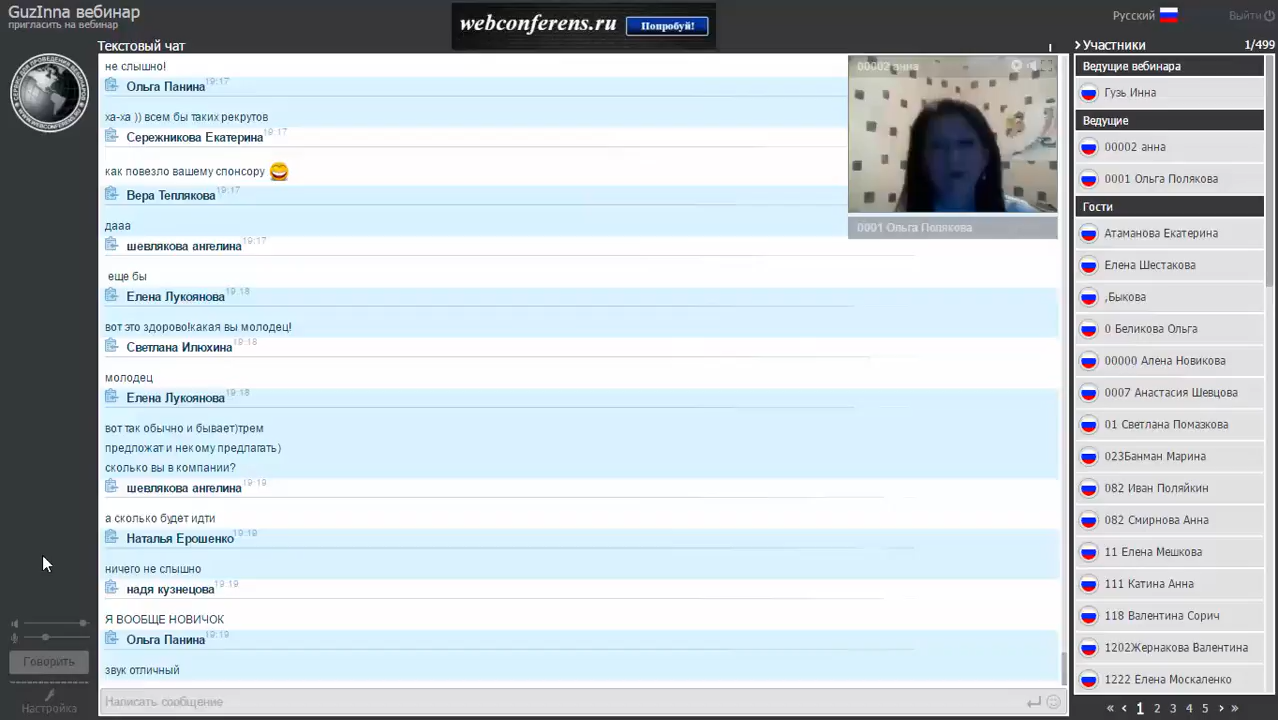 GuzInna вебинар
пригласить на вебинар
webconferens.ru Попробуй!
Русский
Выйти
Текстовый чат
не слышно!
Ольга Панина 19:17
ха-ха )) всем бы таких рекрутов
Сережникова Екатерина 19:17
как повезло вашему спонсору
Вера Теплякова 19:17
дааа
шевлякова ангелина 19:17
еще бы
Елена Лукоянова 19:18
вот это здорово!какая вы молодец!
Светлана Илюхина 19:18
молодец
Елена Лукоянова 19:18
вот так обычно и бывает)трем
предложат и некому предлагать)
сколько вы в компании?
шевлякова ангелина 19:19
а сколько будет идти
Наталья Ерошенко 19:19
ничего не слышно
надя кузнецова 19:19
Я ВООБЩЕ НОВИЧОК
Ольга Панина 19:19
звук отличный
Написать сообщение
Говорить
Настройка
00002 анна
0001 Ольга Полякова
Участники 1/499
Ведущие вебинара
Гузь Инна
Ведущие
00002 анна
0001 Ольга Полякова
Гости
Атаманова Екатерина
Елена Шестакова
,Быкова
0 Беликова Ольга
00000 Алена Новикова
0007 Анастасия Шевцова
01 Светлана Помазкова
023Банман Марина
082 Иван Поляйкин
082 Смирнова Анна
11 Елена Мешкова
111 Катина Анна
118 Валентина Сорич
1202Жернакова Валентина
1222 Елена Москаленко
« ‹ 1 2 3 4 5 › »